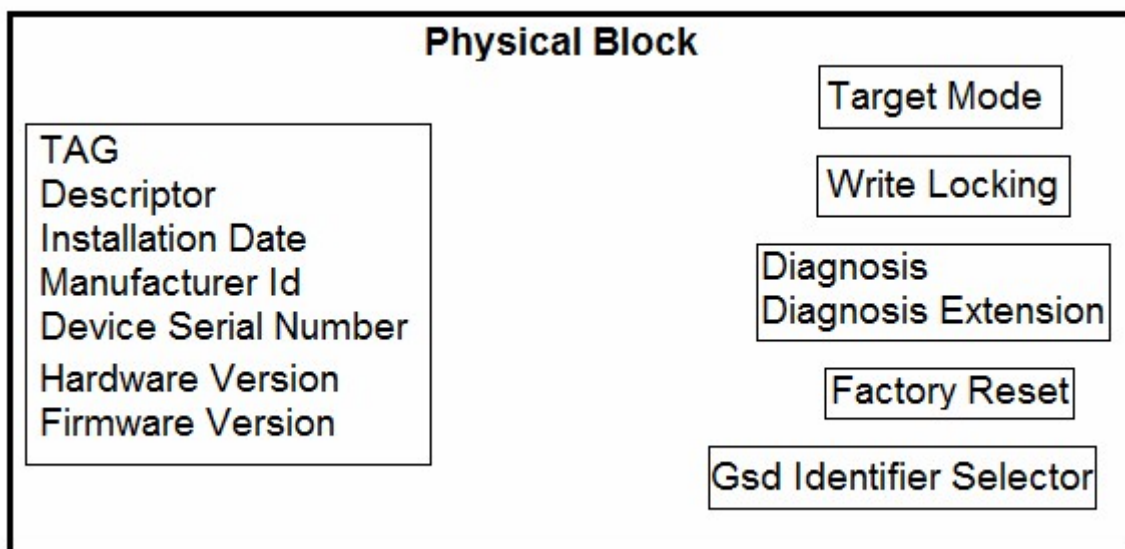 Physical Block
TAG
Descriptor
Installation Date
Manufacturer Id
Device Serial Number
Hardware Version
Firmware Version
Target Mode
Write Locking
Diagnosis
Diagnosis Extension
Factory Reset
Gsd Identifier Selector